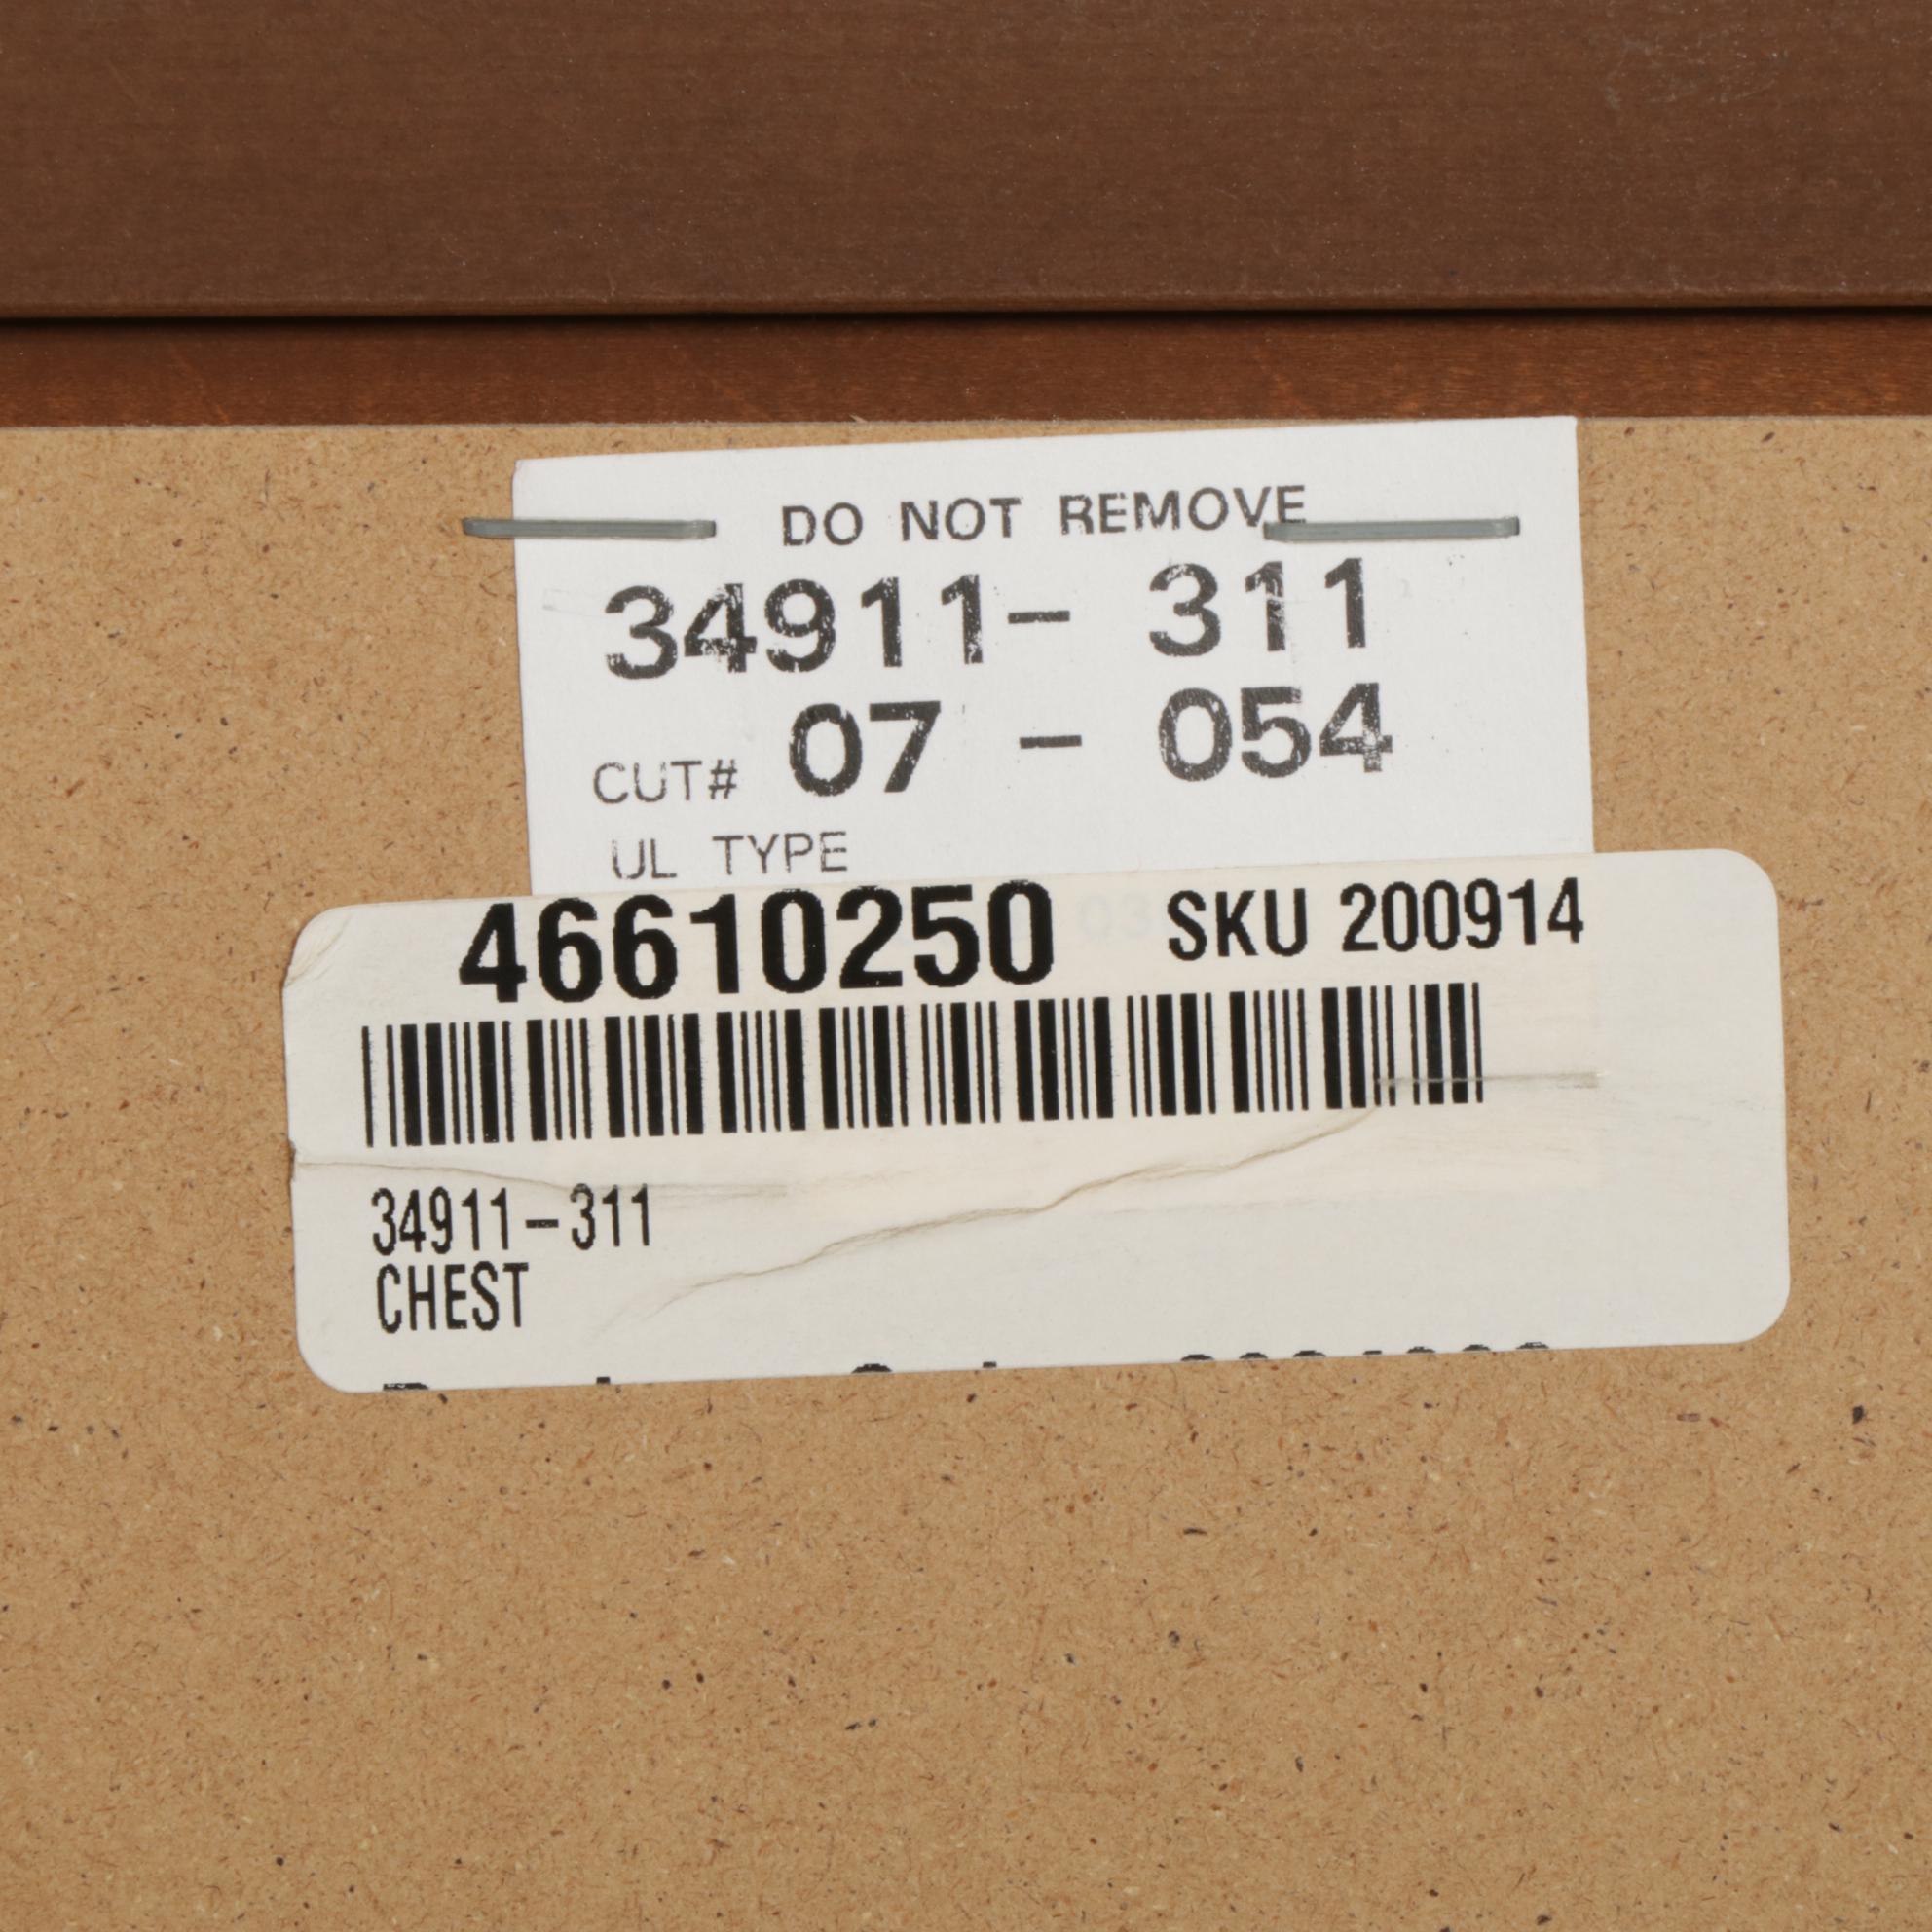 DO NOT REMOVE
34911- 311
CUT# 07 - 054
UL TYPE
46610250 SKU 200914
34911-311
CHEST